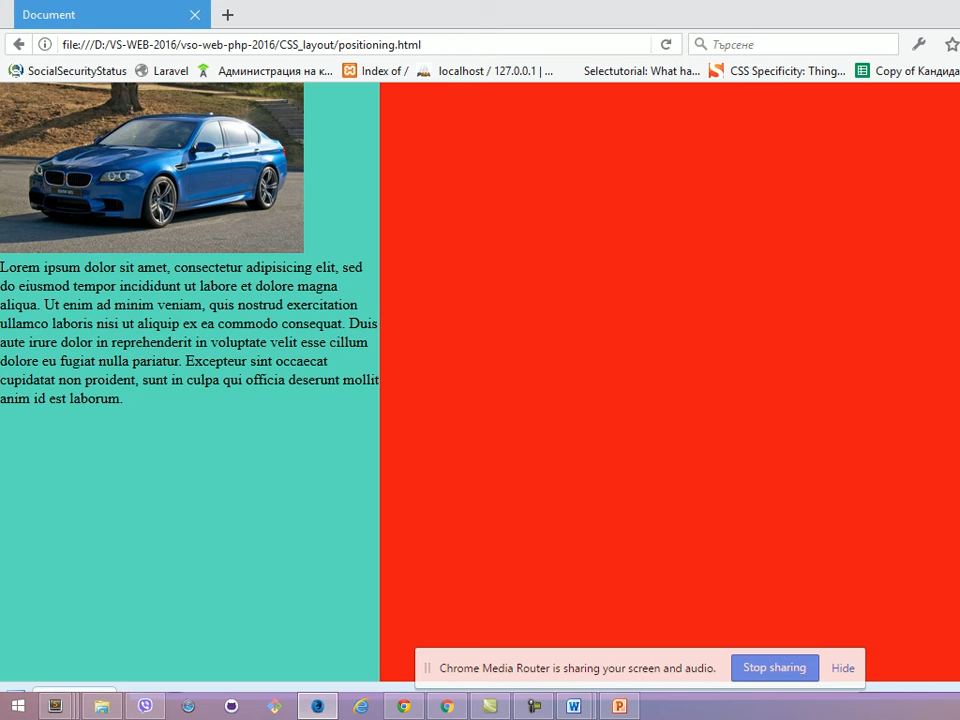 Document
file:///D:/VS-WEB-2016/vso-web-php-2016/CSS_layout/positioning.html
Търсене
SocialSecurityStatus Laravel Администрация на к... Index of / localhost / 127.0.0.1 | ... Selectutorial: What ha... CSS Specificity: Thing... Copy of Кандида
Lorem ipsum dolor sit amet, consectetur adipisicing elit, sed
do eiusmod tempor incididunt ut labore et dolore magna
aliqua. Ut enim ad minim veniam, quis nostrud exercitation
ullamco laboris nisi ut aliquip ex ea commodo consequat. Duis
aute irure dolor in reprehenderit in voluptate velit esse cillum
dolore eu fugiat nulla pariatur. Excepteur sint occaecat
cupidatat non proident, sunt in culpa qui officia deserunt mollit
anim id est laborum.
Chrome Media Router is sharing your screen and audio. Stop sharing Hide